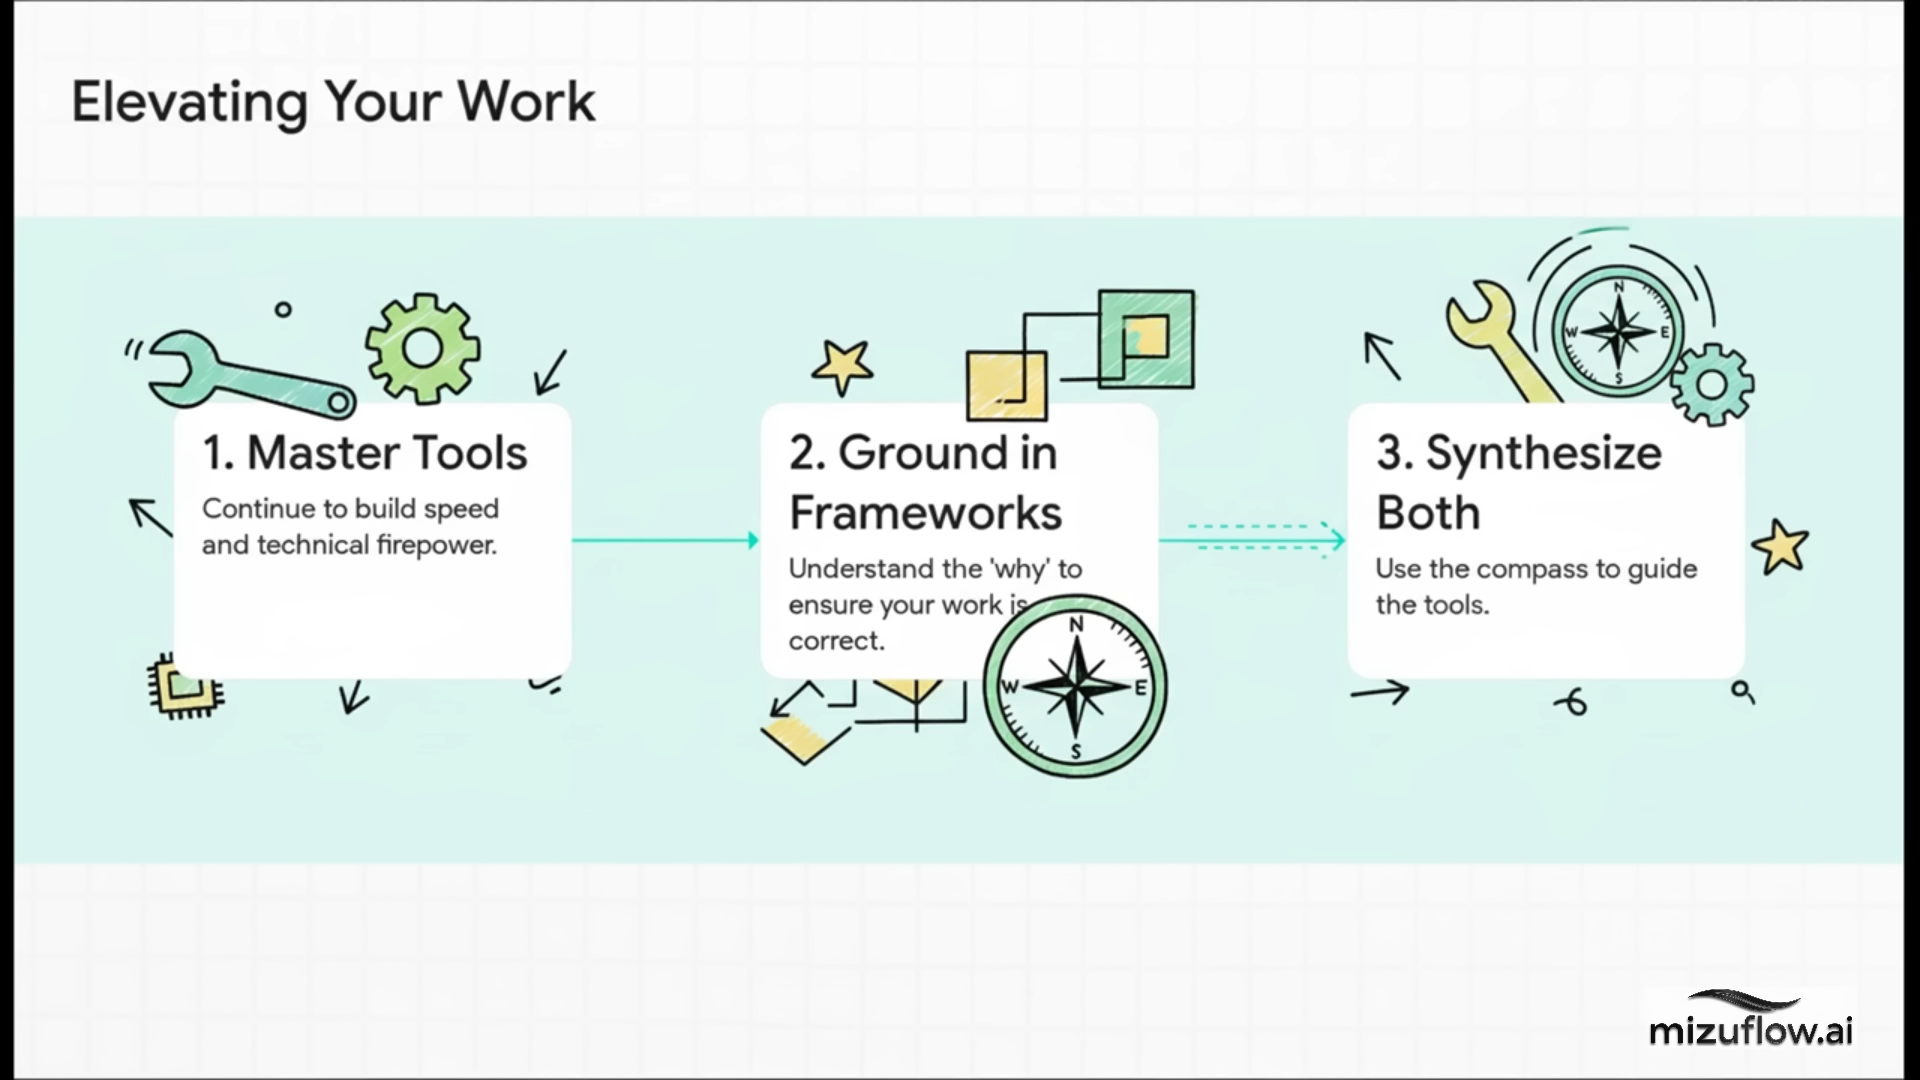 Elevating Your Work
1. Master Tools
Continue to build speed
and technical firepower.
2. Ground in
Frameworks
Understand the 'why' to
ensure your work is
correct.
3. Synthesize
Both
Use the compass to guide
the tools.
N
W
E
S
N
W
E
S
mizuflow.ai